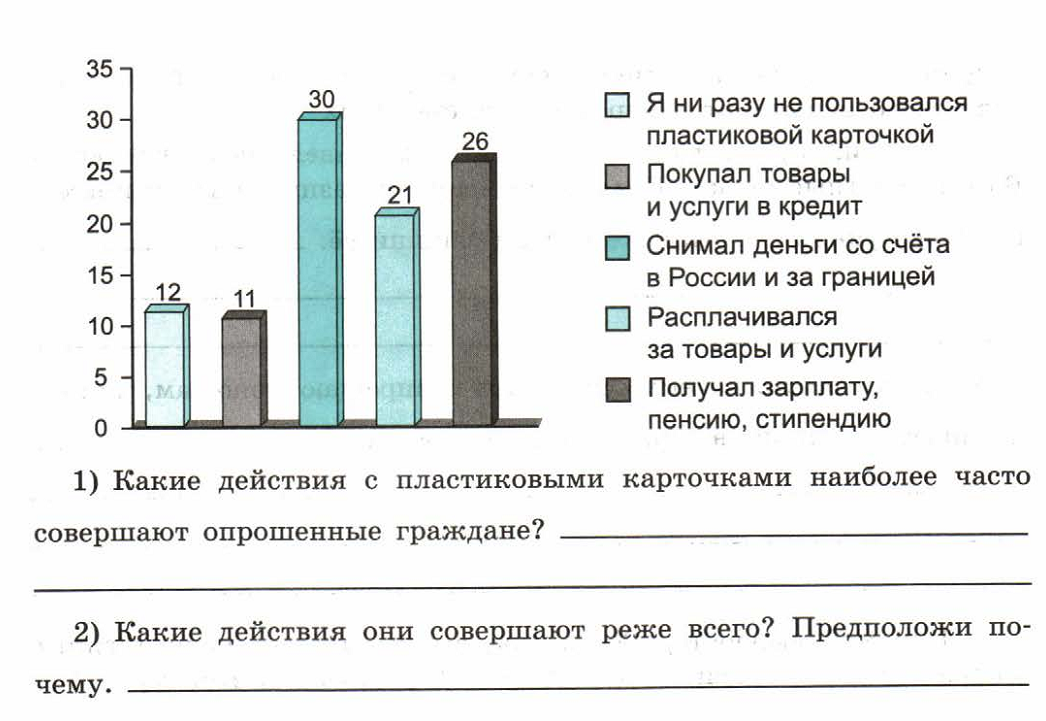 35
30
25
20
15
10
5
0
12
11
30
21
26
Я ни разу не пользовался
пластиковой карточкой
Покупал товары
и услуги в кредит
Снимал деньги со счёта
в России и за границей
Расплачивался
за товары и услуги
Получал зарплату,
пенсию, стипендию
1) Какие действия с пластиковыми карточками наиболее часто
совершают опрошенные граждане?
2) Какие действия они совершают реже всего? Предположи по-
чему.